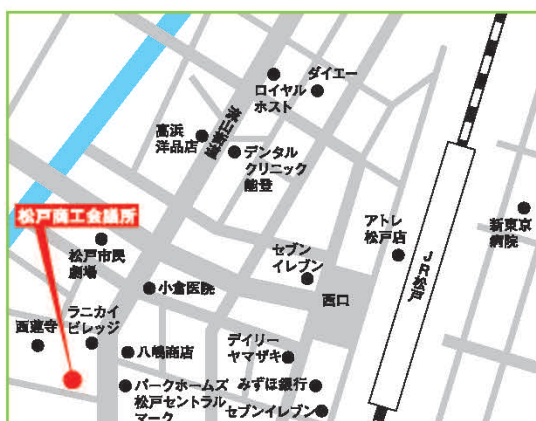 ダイエー
ロイヤル
ホスト
高浜
洋品店
デンタル
クリニック
能登
松戸商工会議所
松戸市民
劇場
セブン
イレブン
アトレ
松戸店
新東京
病院
JR松戸
小倉医院
西口
ラニカイ
ビレッジ
西蓮寺
八嶋商店
デイリー
ヤマザキ
パークホームズ
松戸セントラル
マーク
みずほ銀行
セブンイレブン